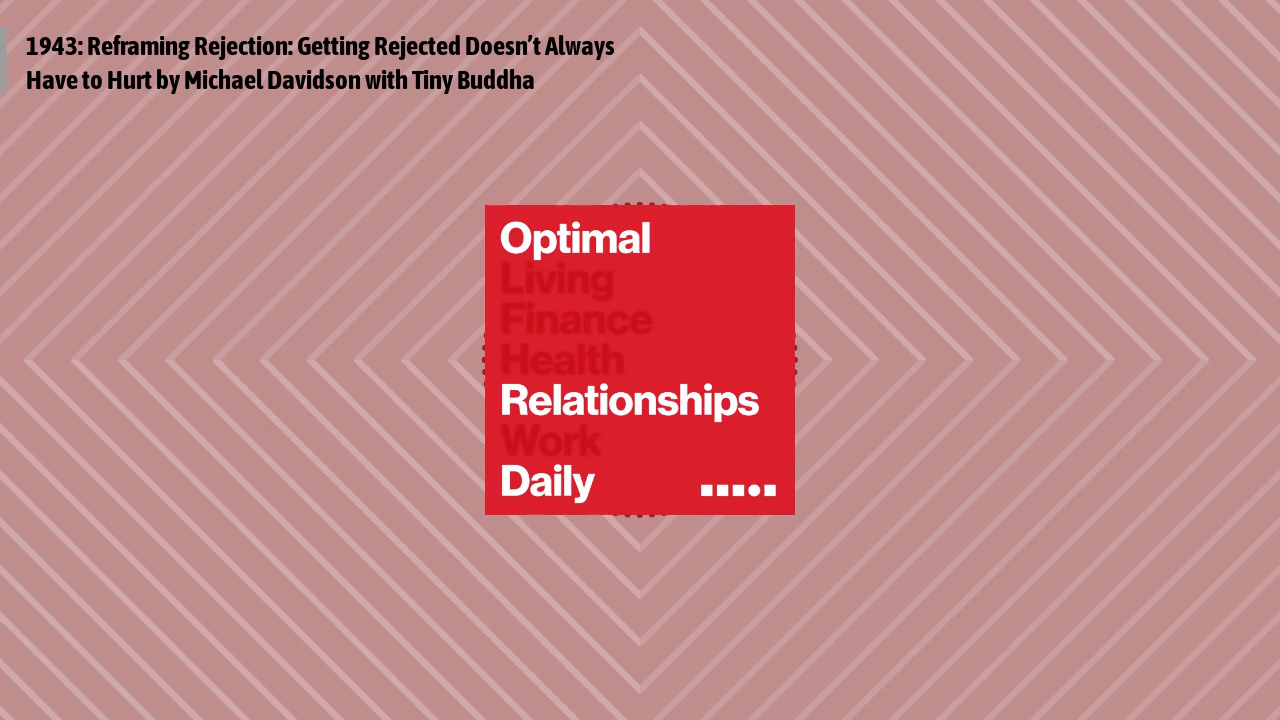 1943: Reframing Rejection: Getting Rejected Doesn’t Always
Have to Hurt by Michael Davidson with Tiny Buddha
Optimal
Living
Finance
Health
Relationships
Work
Daily